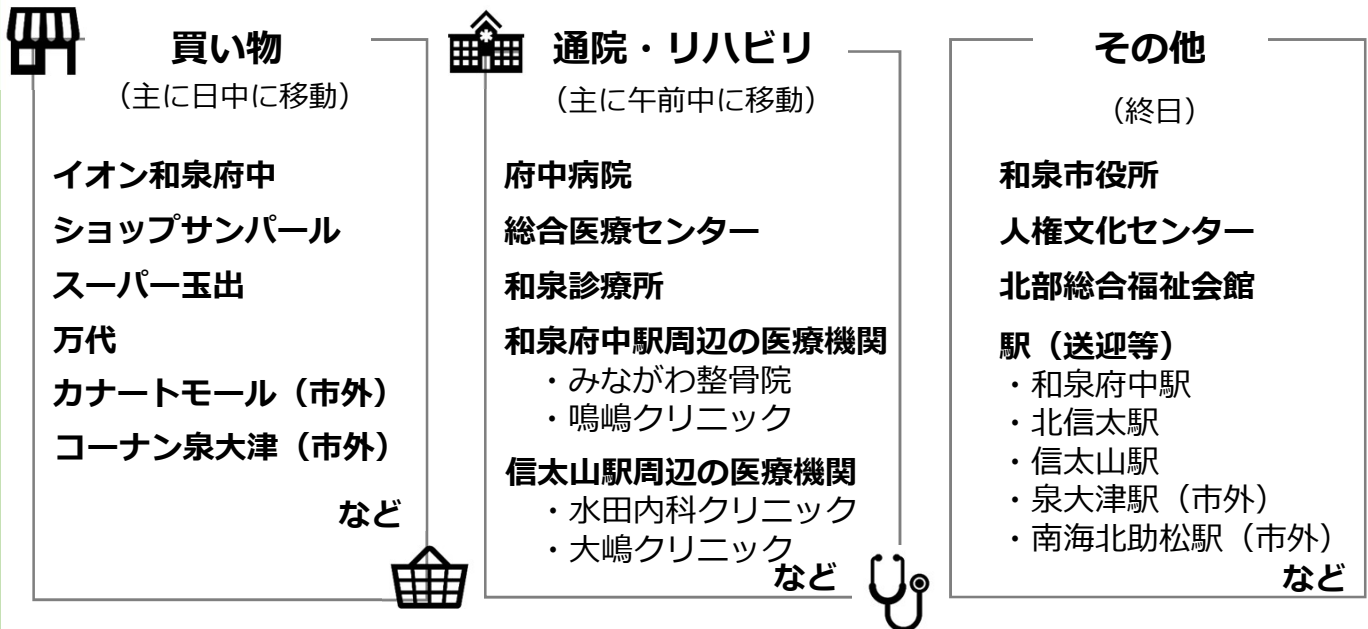 買い物
（主に日中に移動）
イオン和泉府中
ショップサンパール
スーパー玉出
万代
カナートモール（市外）
コーナン泉大津（市外）
など
通院・リハビリ
（主に午前中に移動）
府中病院
総合医療センター
和泉診療所
和泉府中駅周辺の医療機関
・みながわ整骨院
・鳴嶋クリニック
信太山駅周辺の医療機関
・水田内科クリニック
・大嶋クリニック
など
その他
（終日）
和泉市役所
人権文化センター
北部総合福祉会館
駅（送迎等）
・和泉府中駅
・北信太駅
・信太山駅
・泉大津駅（市外）
・南海北助松駅（市外）
など